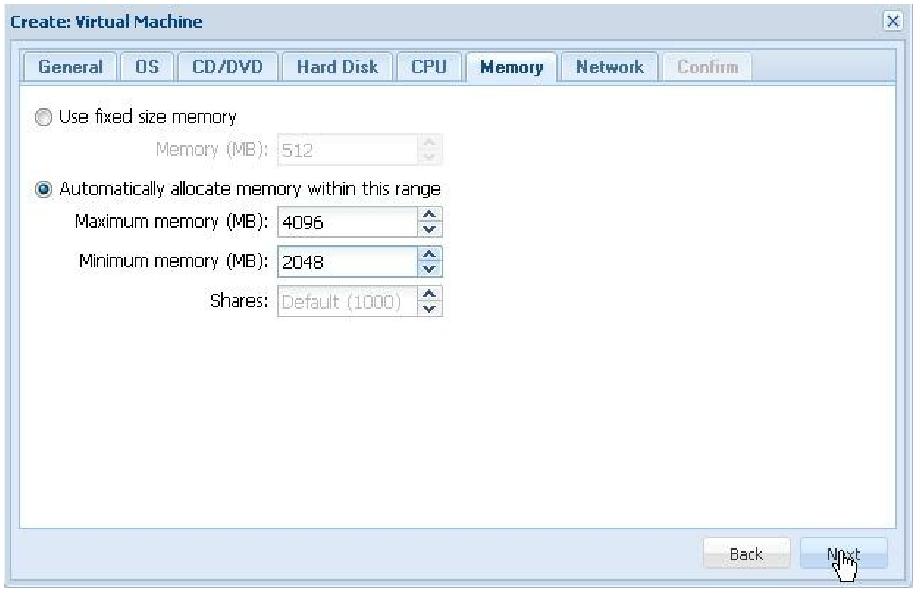 Create: Virtual Machine
General OS CD/DVD Hard Disk CPU Memory Network Confirm
Use fixed size memory
Memory (MB): 512
Automatically allocate memory within this range
Maximum memory (MB): 4096
Minimum memory (MB): 2048
Shares: Default (1000)
Back Next